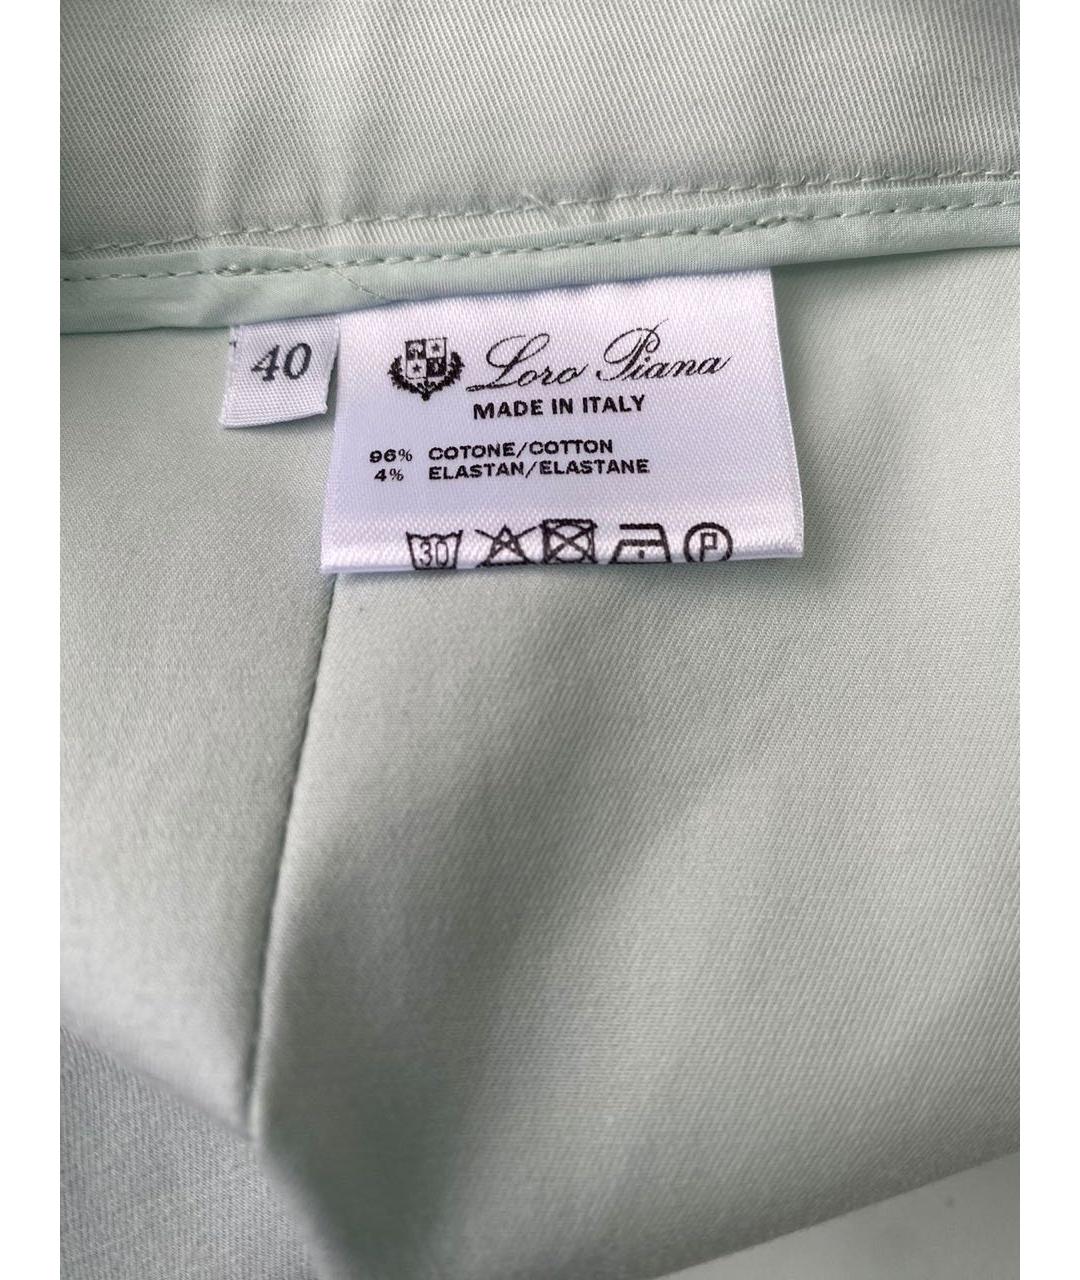 40
Loro Piana
MADE IN ITALY
96% COTONE/COTTON
4% ELASTAN/ELASTANE
30 P